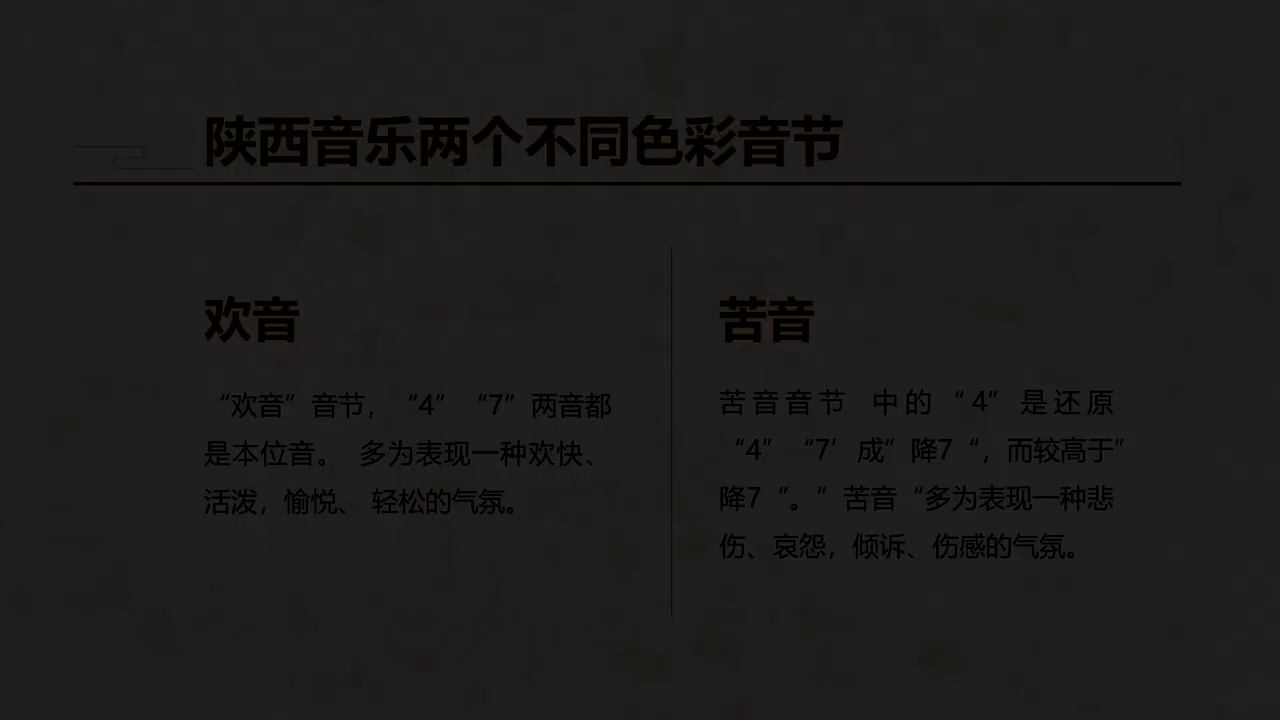 陕西音乐两个不同色彩音节
欢音
“欢音”音节，“4” “7”两音都
是本位音。 多为表现一种欢快、
活泼，愉悦、 轻松的气氛。
苦音
苦音音节 中的“4”是还原
“4” “7’ 成”降7“，而较高于”
降7“。”苦音“多为表现一种悲
伤、哀怨，倾诉、伤感的气氛。